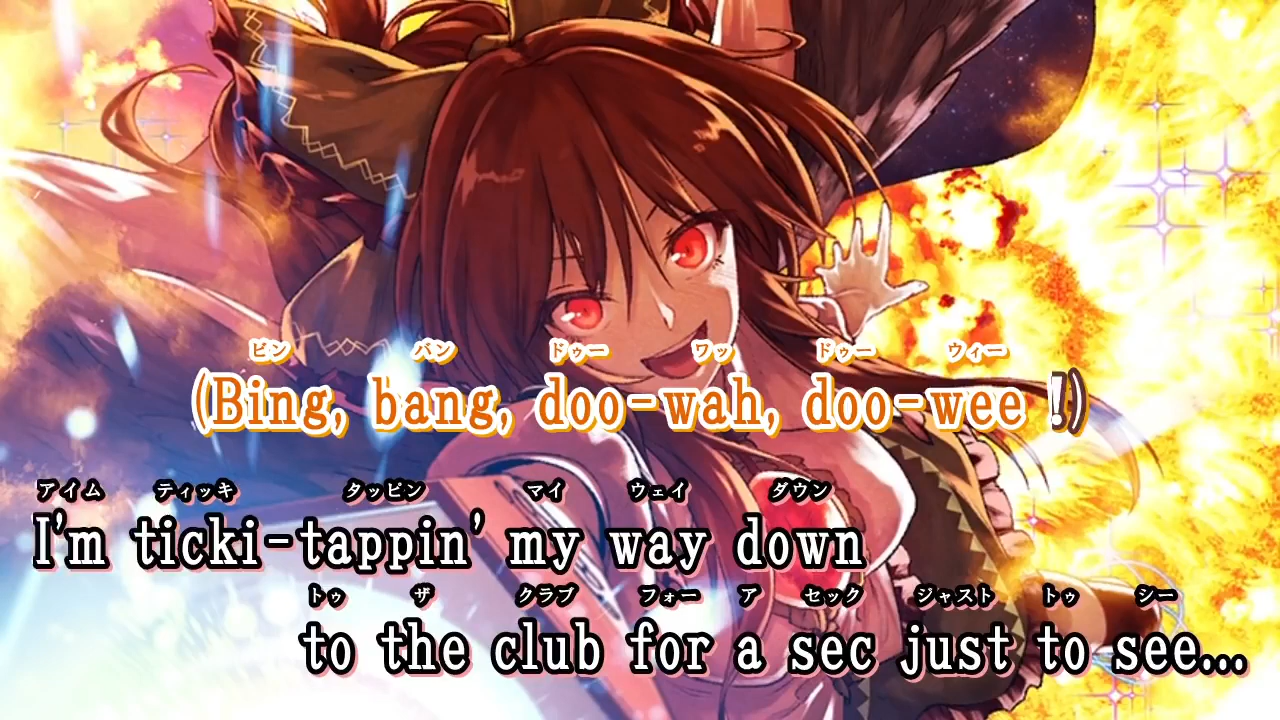 ビン バン ドゥー ワッ ドゥー ウィー
(Bing, bang, doo-wah, doo-wee !)
アイム ティッキ タッピン マイ ウェイ ダウン
I'm ticki-tappin' my way down
トゥ ザ クラブ フォー ア セック ジャスト トゥ シー
to the club for a sec just to see...